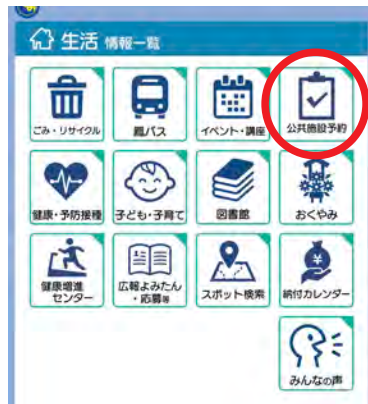 生活 情報一覧
ごみ・リサイクル
鳳バス
イベント・講座
公共施設予約
健康・予防接種
子ども・子育て
図書館
おくやみ
健康増進
センター
広報よみたん
・応募等
スポット検索
納付カレンダー
みんなの声